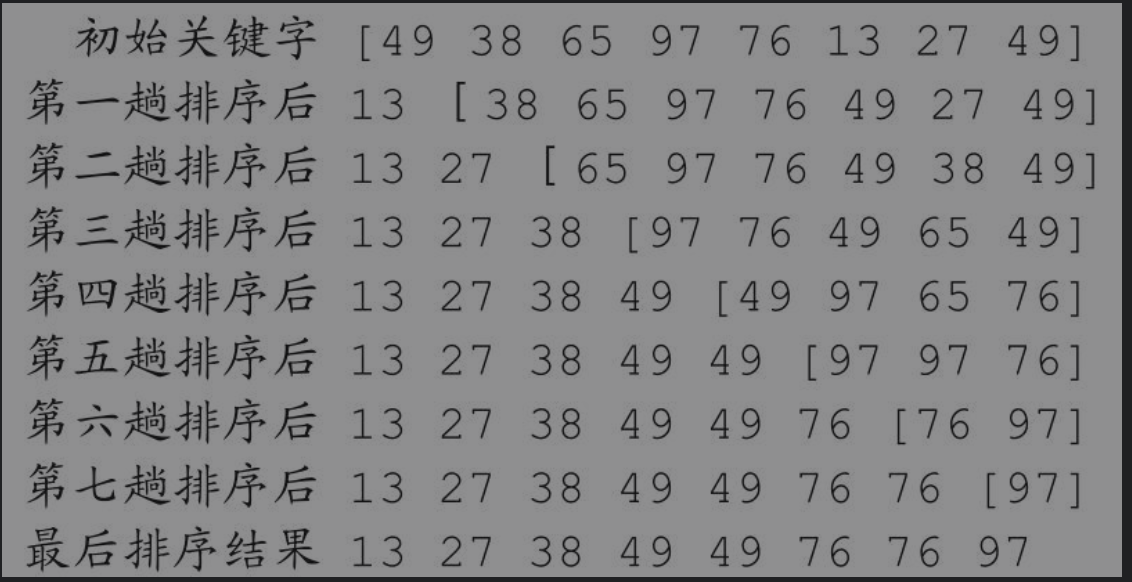 初始关键字 [49 38 65 97 76 13 27 49]
第一趟排序后 13 [ 38 65 97 76 49 27 49]
第二趟排序后 13 27 [ 65 97 76 49 38 49]
第三趟排序后 13 27 38 [97 76 49 65 49]
第四趟排序后 13 27 38 49 [49 97 65 76]
第五趟排序后 13 27 38 49 49 [97 97 76]
第六趟排序后 13 27 38 49 49 76 [76 97]
第七趟排序后 13 27 38 49 49 76 76 [97]
最后排序结果 13 27 38 49 49 76 76 97